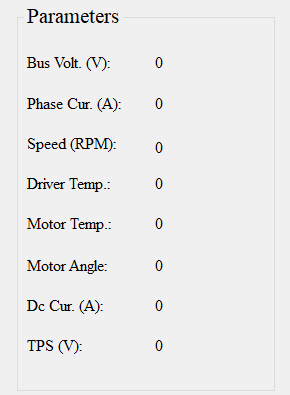 Parameters
Bus Volt. (V): 0
Phase Cur. (A): 0
Speed (RPM): 0
Driver Temp.: 0
Motor Temp.: 0
Motor Angle: 0
Dc Cur. (A): 0
TPS (V): 0